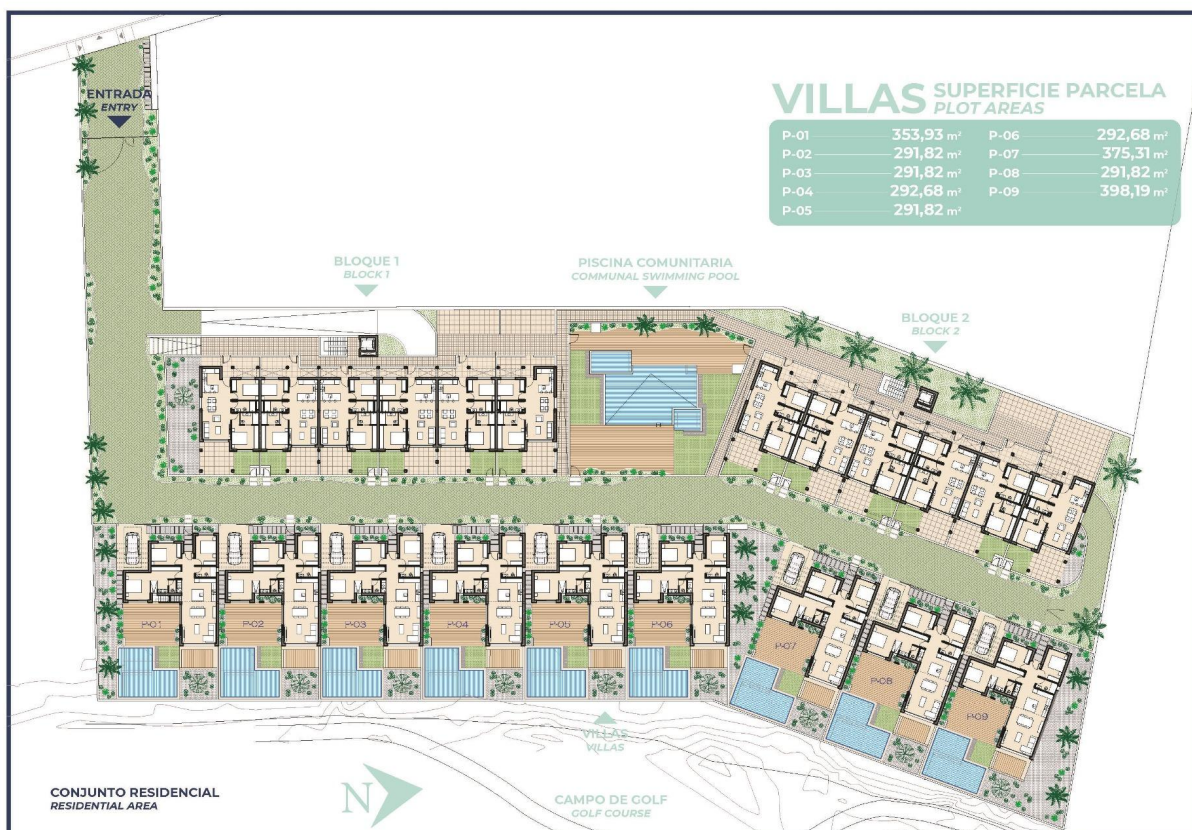 ENTRADA
ENTRY
VILLAS SUPERFICIE PARCELA
PLOT AREAS
P-01 353,93 m²
P-02 291,82 m²
P-03 291,82 m²
P-04 292,68 m²
P-05 291,82 m²
P-06 292,68 m²
P-07 375,31 m²
P-08 291,82 m²
P-09 398,19 m²
BLOQUE 1
BLOCK 1
PISCINA COMUNITARIA
COMMUNAL SWIMMING POOL
BLOQUE 2
BLOCK 2
P-01
P-02
P-03
P-04
P-05
P-06
P-07
P-08
P-09
VILLAS
VILLAS
CONJUNTO RESIDENCIAL
RESIDENTIAL AREA
N
CAMPO DE GOLF
GOLF COURSE